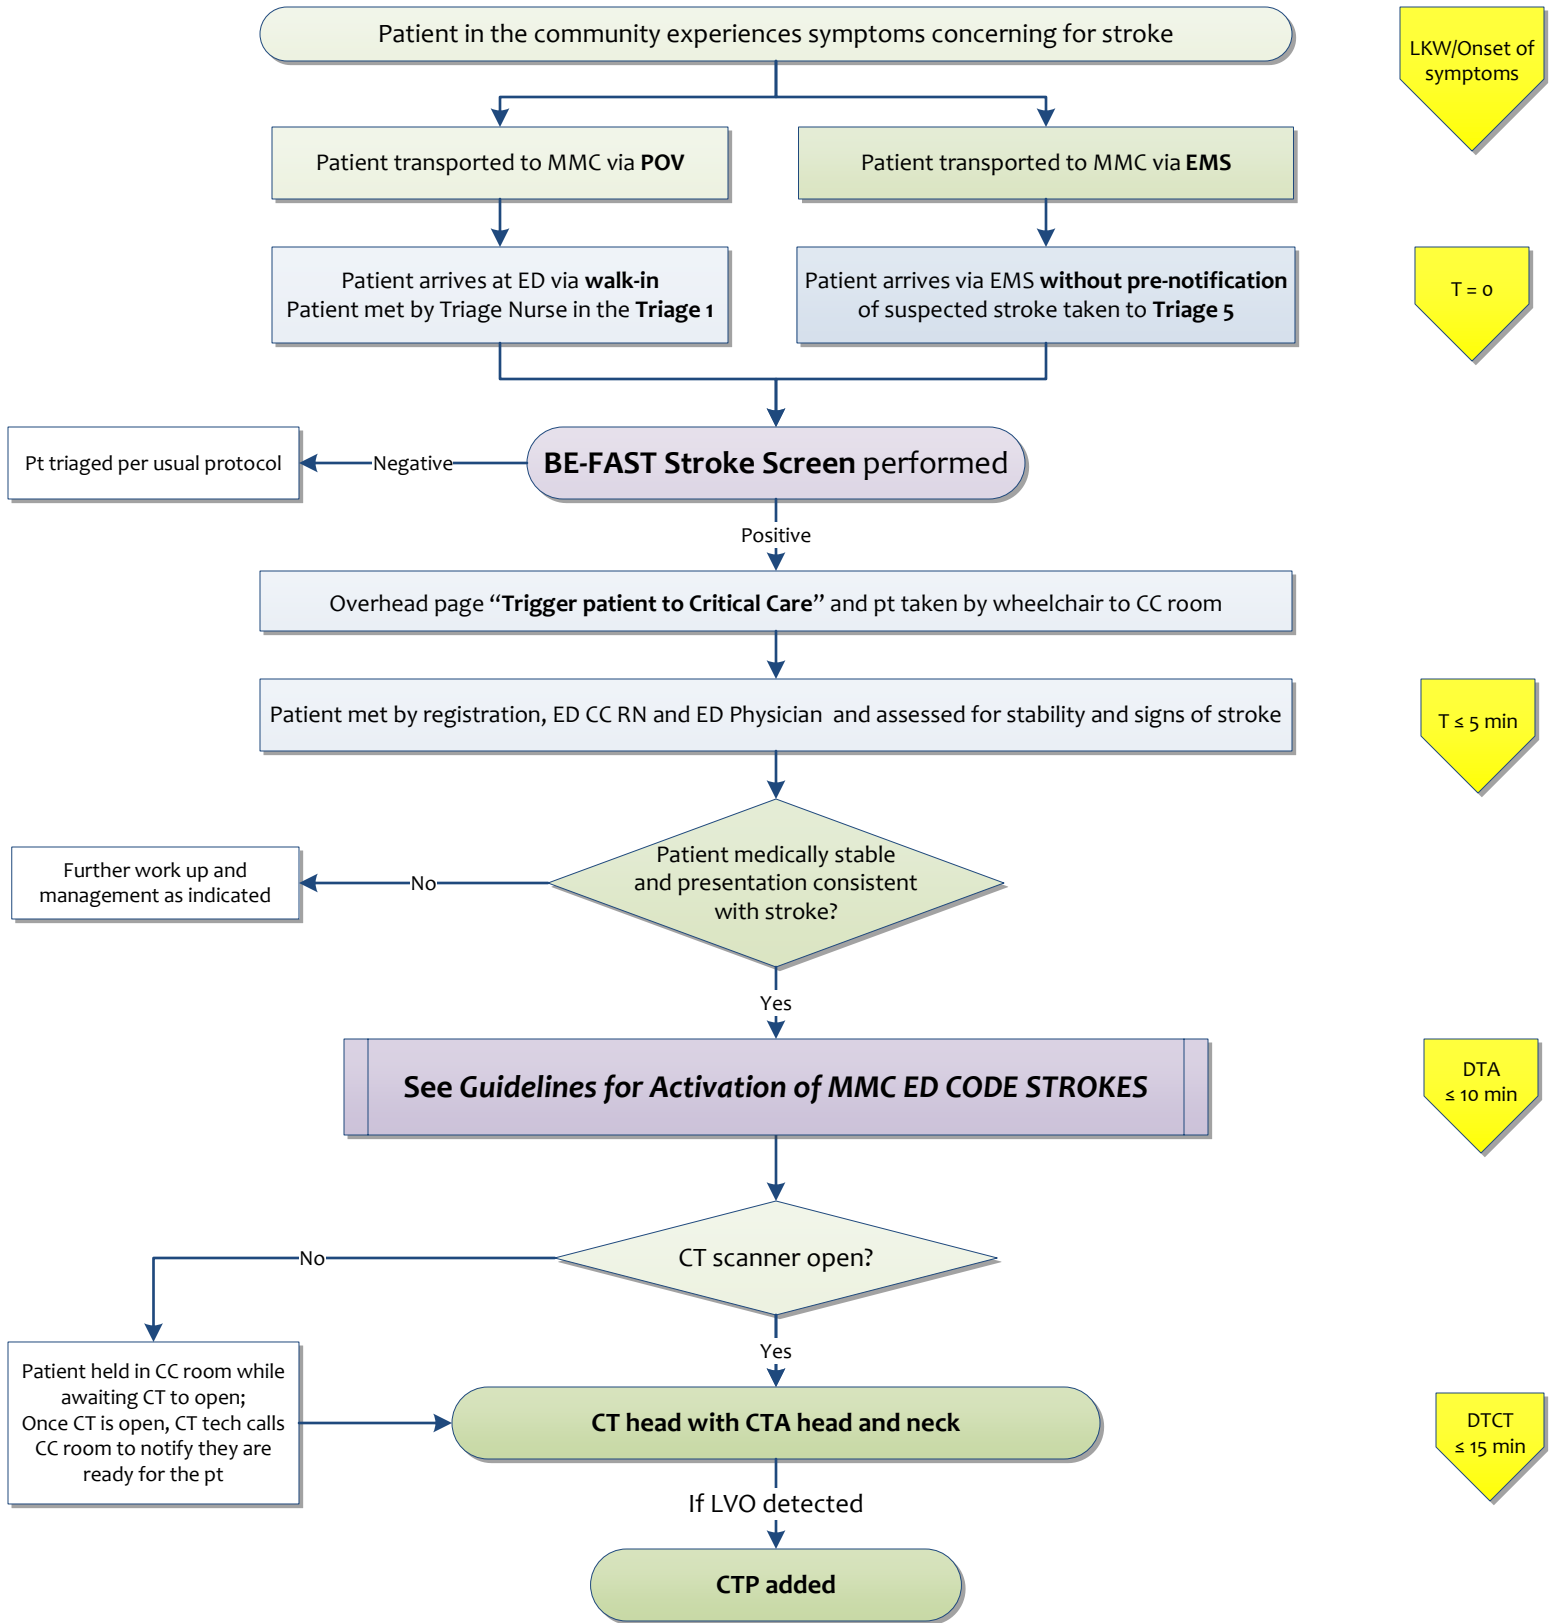 Patient in the community experiences symptoms concerning for stroke
LKW/Onset of
symptoms
Patient transported to MMC via POV
Patient transported to MMC via EMS
Patient arrives at ED via walk-in
Patient met by Triage Nurse in the Triage 1
Patient arrives via EMS without pre-notification
of suspected stroke taken to Triage 5
T = 0
Pt triaged per usual protocol
Negative
BE-FAST Stroke Screen performed
Positive
Overhead page “Trigger patient to Critical Care” and pt taken by wheelchair to CC room
Patient met by registration, ED CC RN and ED Physician and assessed for stability and signs of stroke
T ≤ 5 min
Further work up and
management as indicated
No
Patient medically stable
and presentation consistent
with stroke?
Yes
See Guidelines for Activation of MMC ED CODE STROKES
DTA
≤ 10 min
No
CT scanner open?
Yes
Patient held in CC room while
awaiting CT to open;
Once CT is open, CT tech calls
CC room to notify they are
ready for the pt
CT head with CTA head and neck
DTCT
≤ 15 min
If LVO detected
CTP added